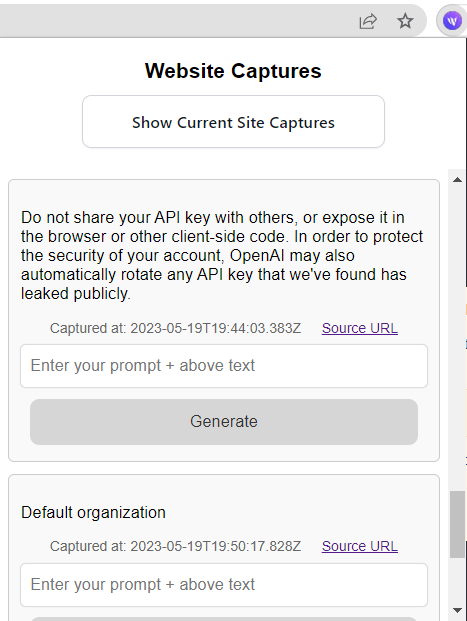 Website Captures
Show Current Site Captures
Do not share your API key with others, or expose it in
the browser or other client-side code. In order to protect
the security of your account, OpenAI may also
automatically rotate any API key that we've found has
leaked publicly.
Captured at: 2023-05-19T19:44:03.383Z Source URL
Enter your prompt + above text
Generate
Default organization
Captured at: 2023-05-19T19:50:17.828Z Source URL
Enter your prompt + above text